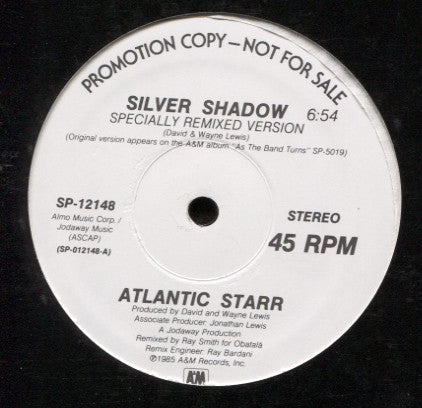 PROMOTION COPY—NOT FOR SALE
SILVER SHADOW 6:54
SPECIALLY REMIXED VERSION
(David & Wayne Lewis)
(Original version appears on the A&M album "As The Band Turns" SP-5019)
SP-12148
Almo Music Corp. /
Jodaway Music
(ASCAP)
(SP-012148-A)
STEREO
45 RPM
ATLANTIC STARR
Produced by David and Wayne Lewis
Associate Producer: Jonathan Lewis
A Jodaway Production
Remixed by Ray Smith for Obatalá
Remix Engineer: Ray Bardani
℗1985 A&M Records, Inc.
A&M